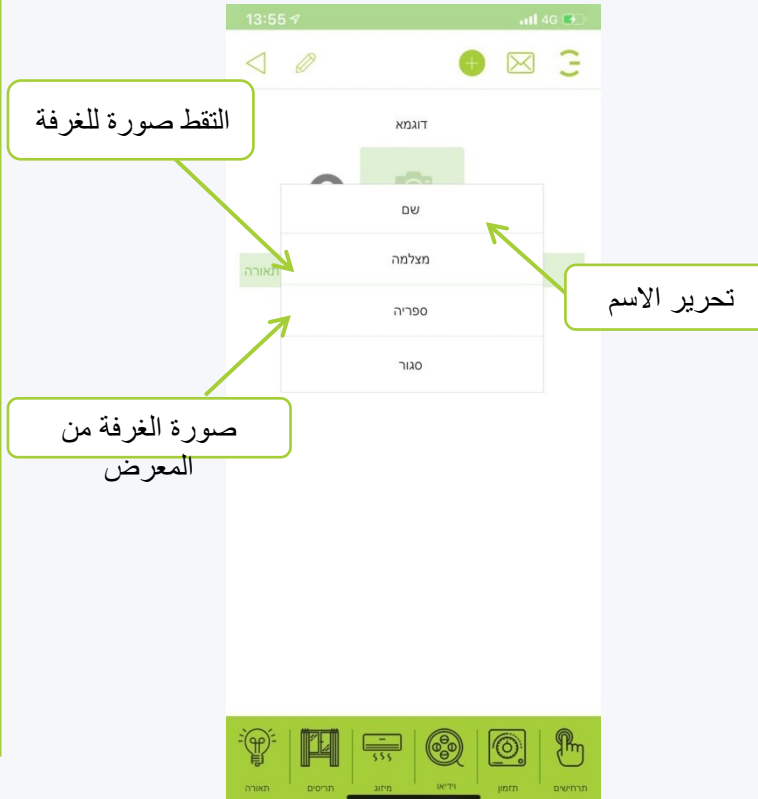 13:55
4G
التقط صورة للغرفة
דוגמא
שם
מצלמה
ספריה
סגור
תאורה
تحرير الاسم
صورة الغرفة من
المعرض
תאורה
תריסים
מיזוג
וידיאו
תזמון
תרחישים